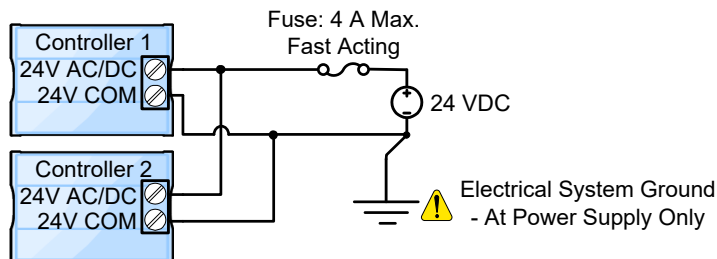 Fuse: 4 A Max.
Fast Acting
Controller 1
24V AC/DC
24V COM
+
-
24 VDC
Controller 2
24V AC/DC
24V COM
!
Electrical System Ground
- At Power Supply Only